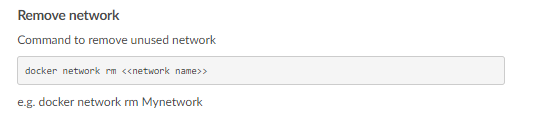 Remove network
Command to remove unused network
docker network rm <<network name>>
e.g. docker network rm Mynetwork